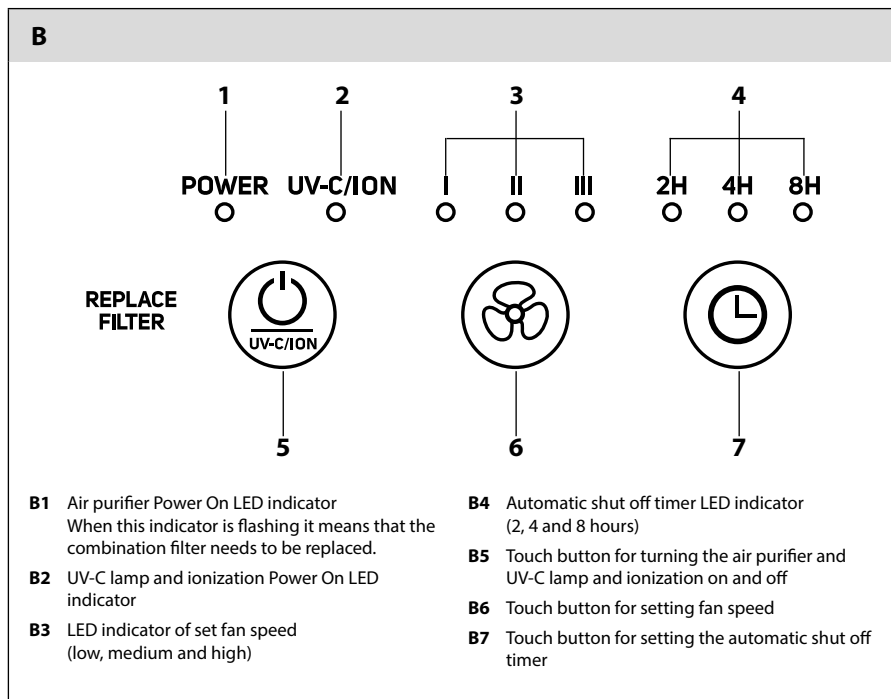 B
1 2 3 4
POWER UV-C/ION I II III 2H 4H 8H
REPLACE
FILTER
UV-C/ION
5 6 7
B1 Air purifier Power On LED indicator
When this indicator is flashing it means that the
combination filter needs to be replaced.
B2 UV-C lamp and ionization Power On LED
indicator
B3 LED indicator of set fan speed
(low, medium and high)
B4 Automatic shut off timer LED indicator
(2, 4 and 8 hours)
B5 Touch button for turning the air purifier and
UV-C lamp and ionization on and off
B6 Touch button for setting fan speed
B7 Touch button for setting the automatic shut off
timer